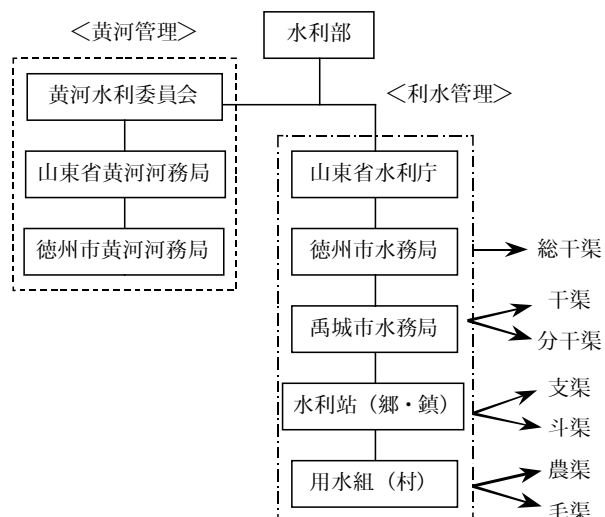 水利部
＜黄河管理＞
黄河水利委員会
山東省黄河河務局
徳州市黄河河務局
＜利水管理＞
山東省水利庁
徳州市水務局
総干渠
禹城市水務局
干渠
分干渠
水利站（郷・鎮）
支渠
斗渠
用水組（村）
農渠
毛渠